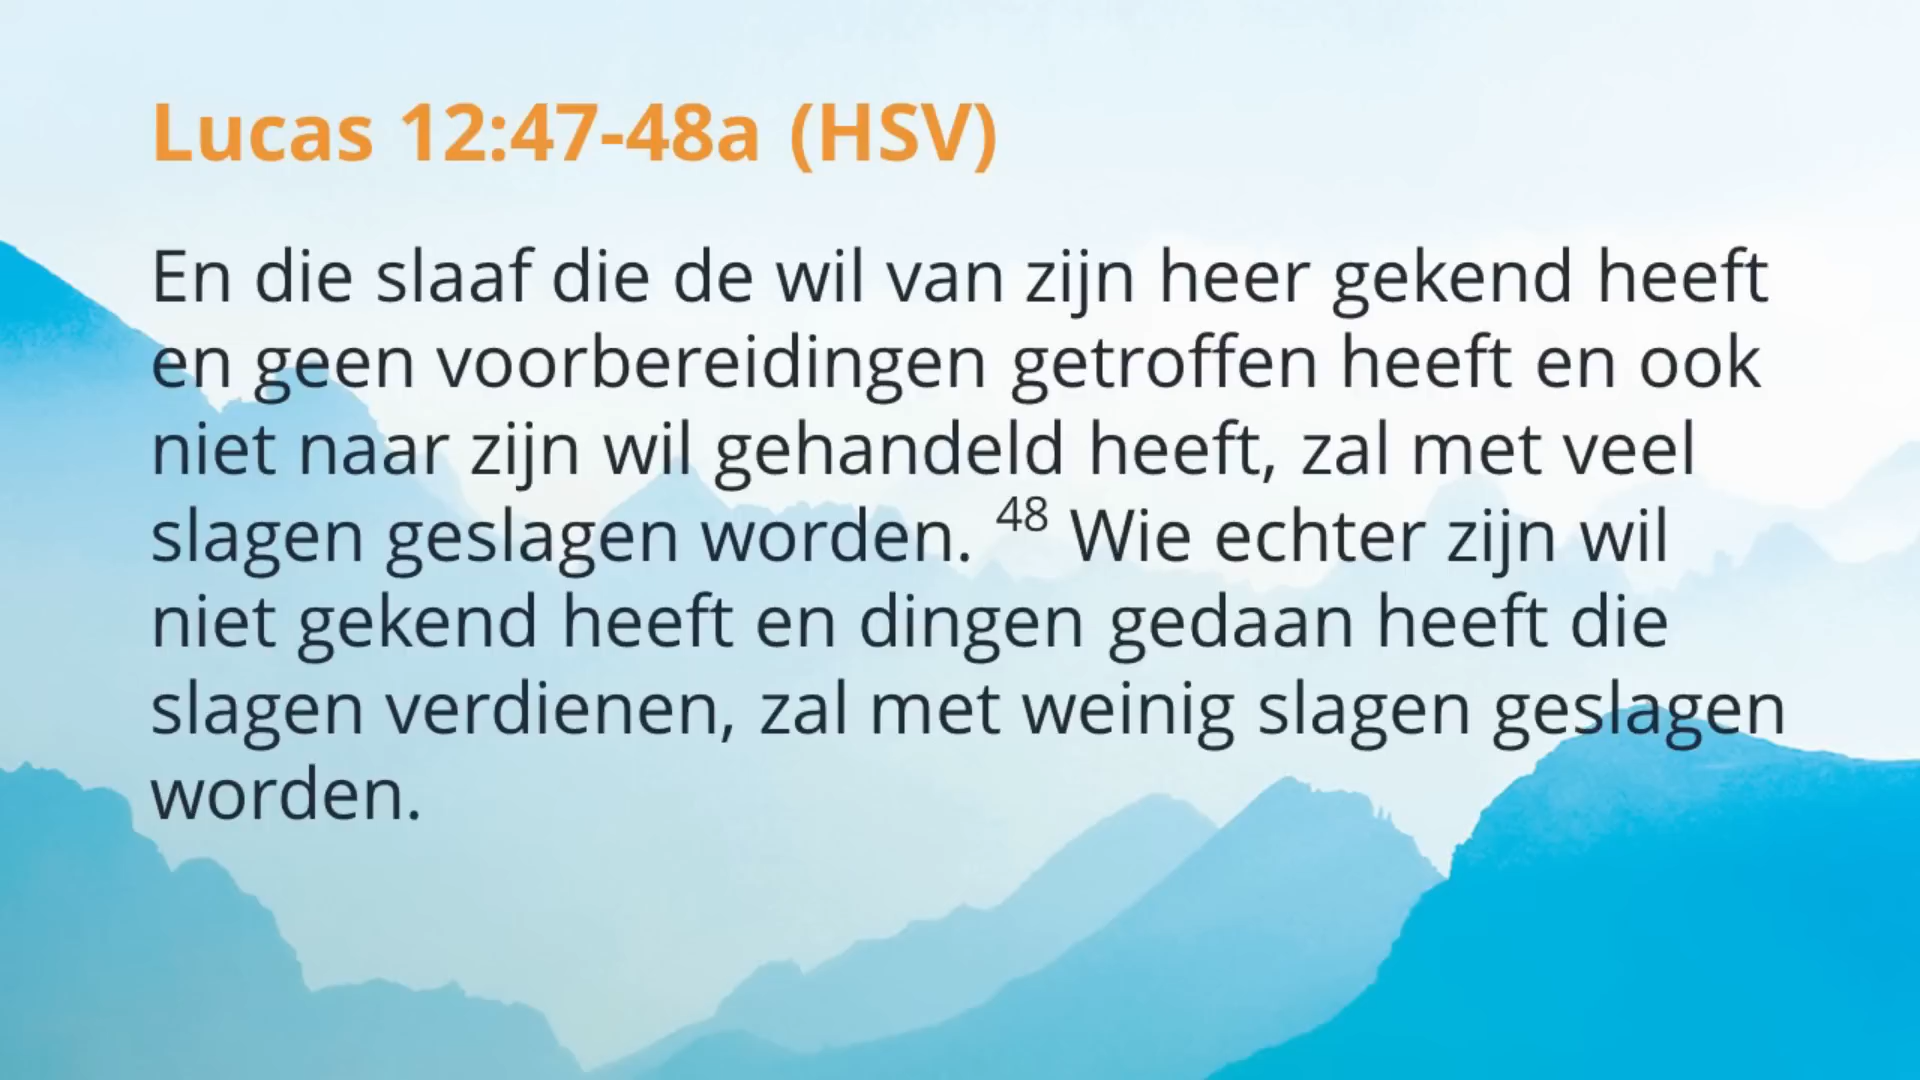 Lucas 12:47-48a (HSV)
En die slaaf die de wil van zijn heer gekend heeft
en geen voorbereidingen getroffen heeft en ook
niet naar zijn wil gehandeld heeft, zal met veel
slagen geslagen worden. 48 Wie echter zijn wil
niet gekend heeft en dingen gedaan heeft die
slagen verdienen, zal met weinig slagen geslagen
worden.